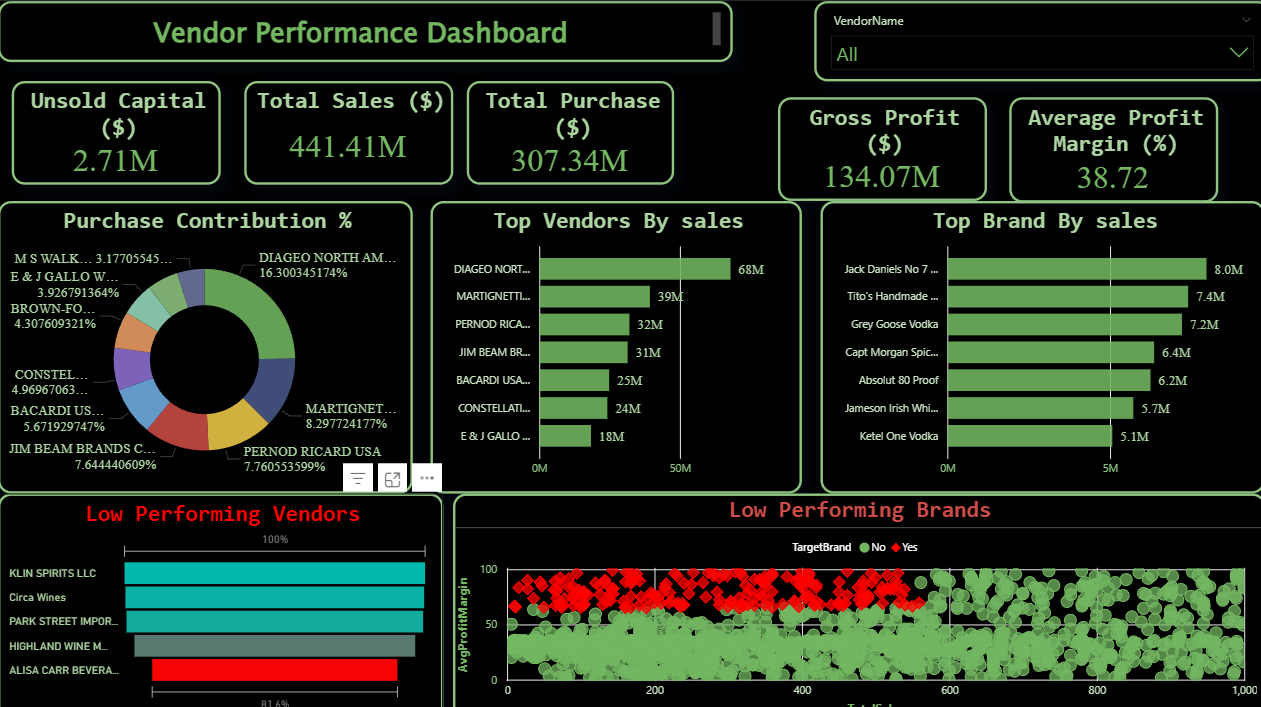 Vendor Performance Dashboard
VendorName
All
Unsold Capital
($)
2.71M
Total Sales ($)
441.41M
Total Purchase
($)
307.34M
Gross Profit
($)
134.07M
Average Profit
Margin (%)
38.72
Purchase Contribution %
M S WALK... 3.17705545...
E & J GALLO W...
3.926791364%
BROWN-FO...
4.307609321%
CONSTEL...
4.96967063...
BACARDI US...
5.671929747%
JIM BEAM BRANDS C...
7.644440609%
DIAGEO NORTH AM...
16.300345174%
MARTIGNET...
8.297724177%
PERNOD RICARD USA
7.760553599%
Top Vendors By sales
DIAGEO NORT... 68M
MARTIGNETTI... 39M
PERNOD RICA... 32M
JIM BEAM BR... 31M
BACARDI USA... 25M
CONSTELLATI... 24M
E & J GALLO ... 18M
0M 50M
Top Brand By sales
Jack Daniels No 7 ... 8.0M
Tito's Handmade ... 7.4M
Grey Goose Vodka 7.2M
Capt Morgan Spic... 6.4M
Absolut 80 Proof 6.2M
Jameson Irish Whi... 5.7M
Ketel One Vodka 5.1M
0M 5M
Low Performing Vendors
100%
KLIN SPIRITS LLC
Circa Wines
PARK STREET IMPOR...
HIGHLAND WINE M...
ALISA CARR BEVERA...
81.6%
Low Performing Brands
TargetBrand No Yes
AvgProfitMargin
100
50
0
0 200 400 600 800 1,000